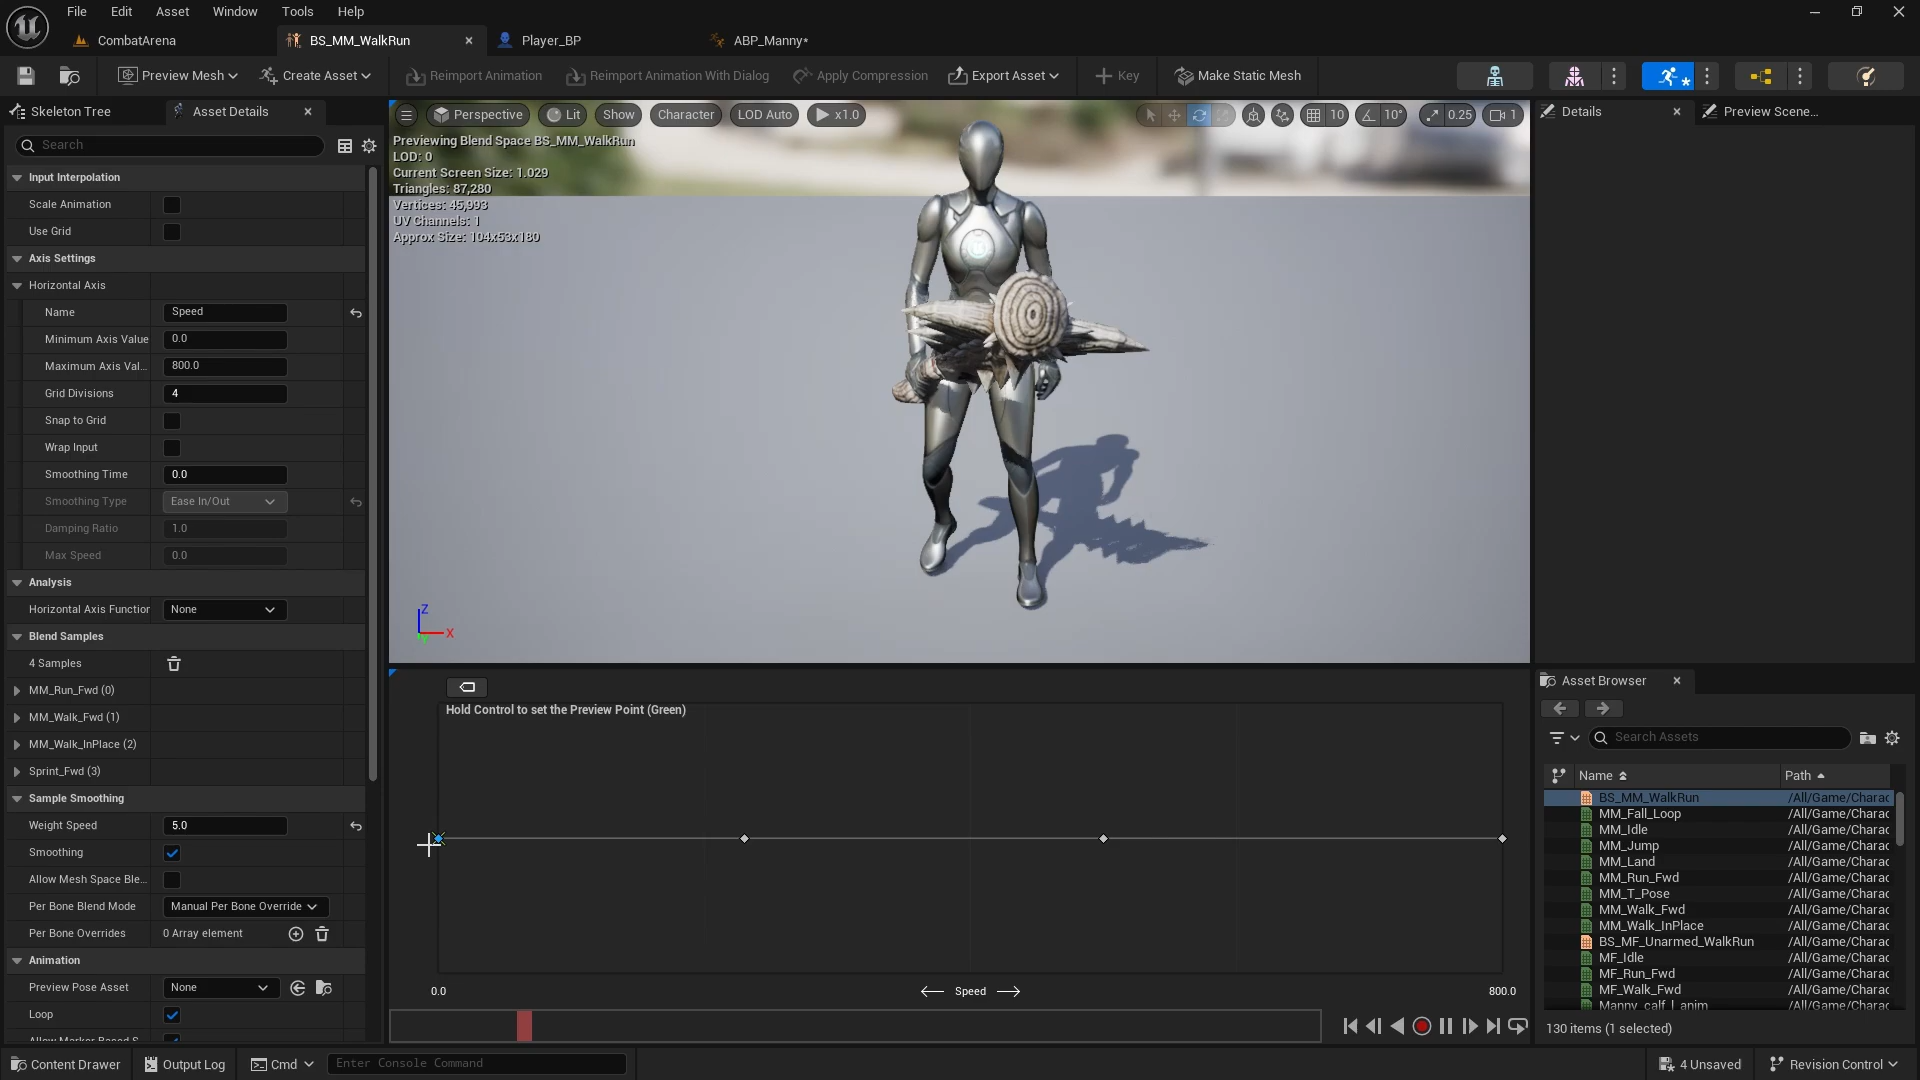 File Edit Asset Window Tools Help
CombatArena BS_MM_WalkRun Player_BP ABP_Manny*
Preview Mesh Create Asset Reimport Animation Reimport Animation With Dialog Apply Compression Export Asset Key Make Static Mesh
Skeleton Tree Asset Details
Search
Input Interpolation
Scale Animation
Use Grid
Axis Settings
Horizontal Axis
Name Speed
Minimum Axis Value 0.0
Maximum Axis Val... 800.0
Grid Divisions 4
Snap to Grid
Wrap Input
Smoothing Time 0.0
Smoothing Type Ease In/Out
Damping Ratio 1.0
Max Speed 0.0
Analysis
Horizontal Axis Function None
Blend Samples
4 Samples
MM_Run_Fwd (0)
MM_Walk_Fwd (1)
MM_Walk_InPlace (2)
Sprint_Fwd (3)
Sample Smoothing
Weight Speed 5.0
Smoothing
Allow Mesh Space Ble...
Per Bone Blend Mode Manual Per Bone Override
Per Bone Overrides 0 Array element
Animation
Preview Pose Asset None
Loop
Perspective Lit Show Character LOD Auto x1.0 10 10° 0.25 1
Previewing Blend Space BS_MM_WalkRun
LOD: 0
Current Screen Size: 1.029
Triangles: 87,280
Vertices: 45,993
UV Channels: 1
Approx Size: 104x53x180
Z
X
Y
Hold Control to set the Preview Point (Green)
0.0 Speed 800.0
Details Preview Scene...
Asset Browser
Search Assets
Name Path
BS_MM_WalkRun /All/Game/Charac
MM_Fall_Loop /All/Game/Charac
MM_Idle /All/Game/Charac
MM_Jump /All/Game/Charac
MM_Land /All/Game/Charac
MM_Run_Fwd /All/Game/Charac
MM_T_Pose /All/Game/Charac
MM_Walk_Fwd /All/Game/Charac
MM_Walk_InPlace /All/Game/Charac
BS_MF_Unarmed_WalkRun /All/Game/Charac
MF_Idle /All/Game/Charac
MF_Run_Fwd /All/Game/Charac
MF_Walk_Fwd /All/Game/Charac
Manny_calf_l_anim /All/Game/Charac
130 items (1 selected)
Content Drawer Output Log Cmd Enter Console Command 4 Unsaved Revision Control